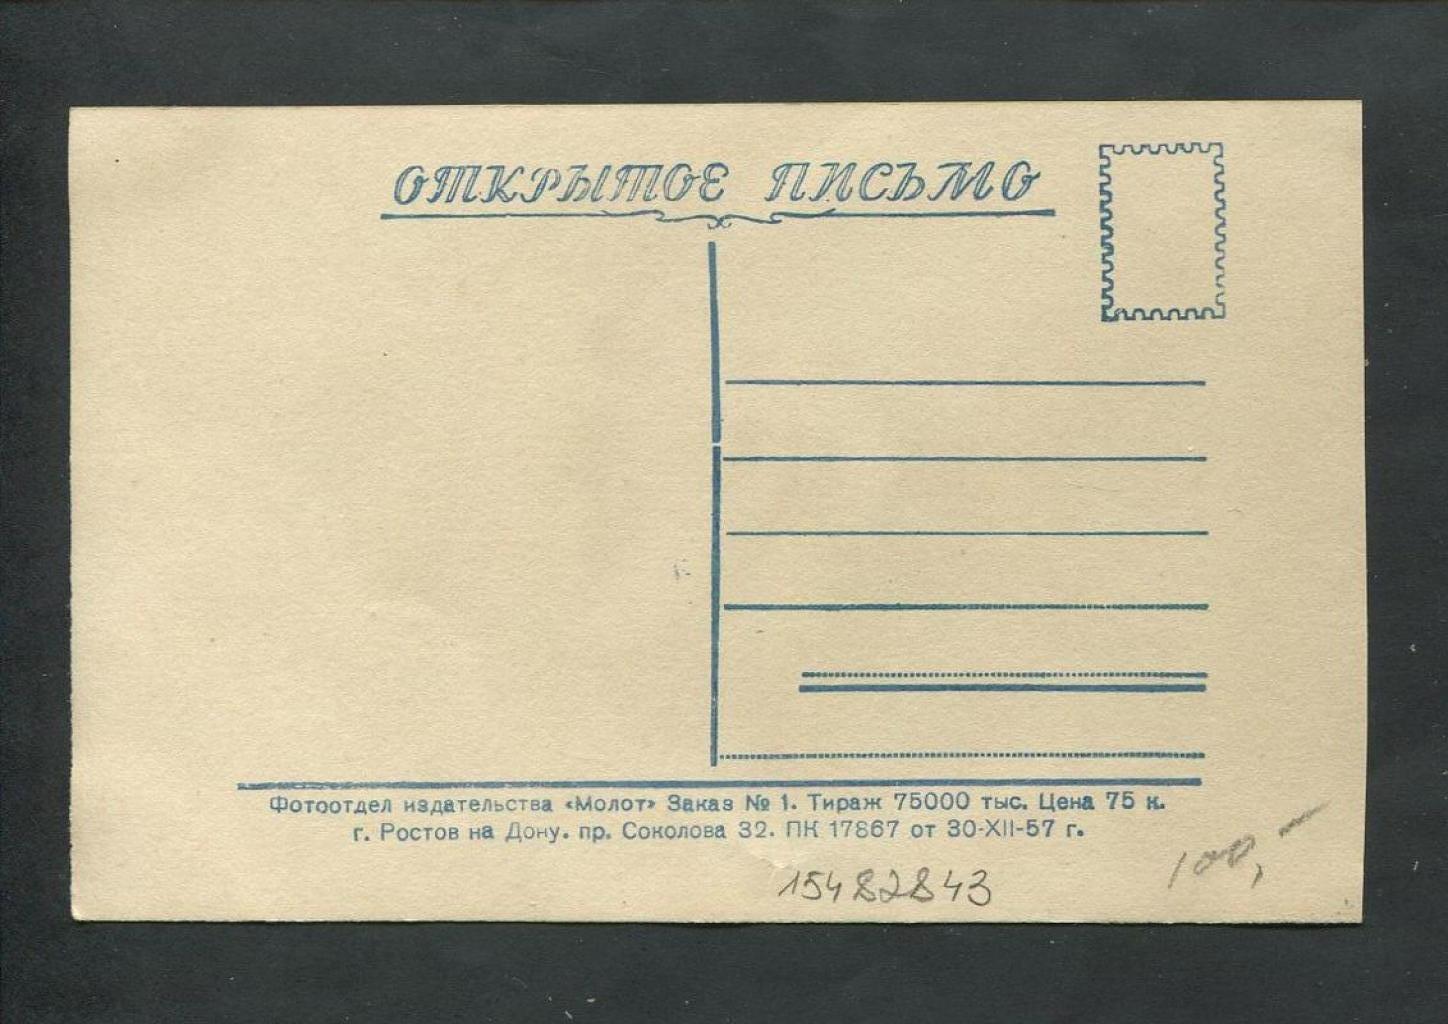 ОТКРЫТОЕ ПИСЬМО
Фотоотдел издательства «Молот» Заказ № 1. Тираж 75000 тыс. Цена 75 к.
г. Ростов на Дону. пр. Соколова 32. ПК 17867 от 30-XII-57 г.
15482843